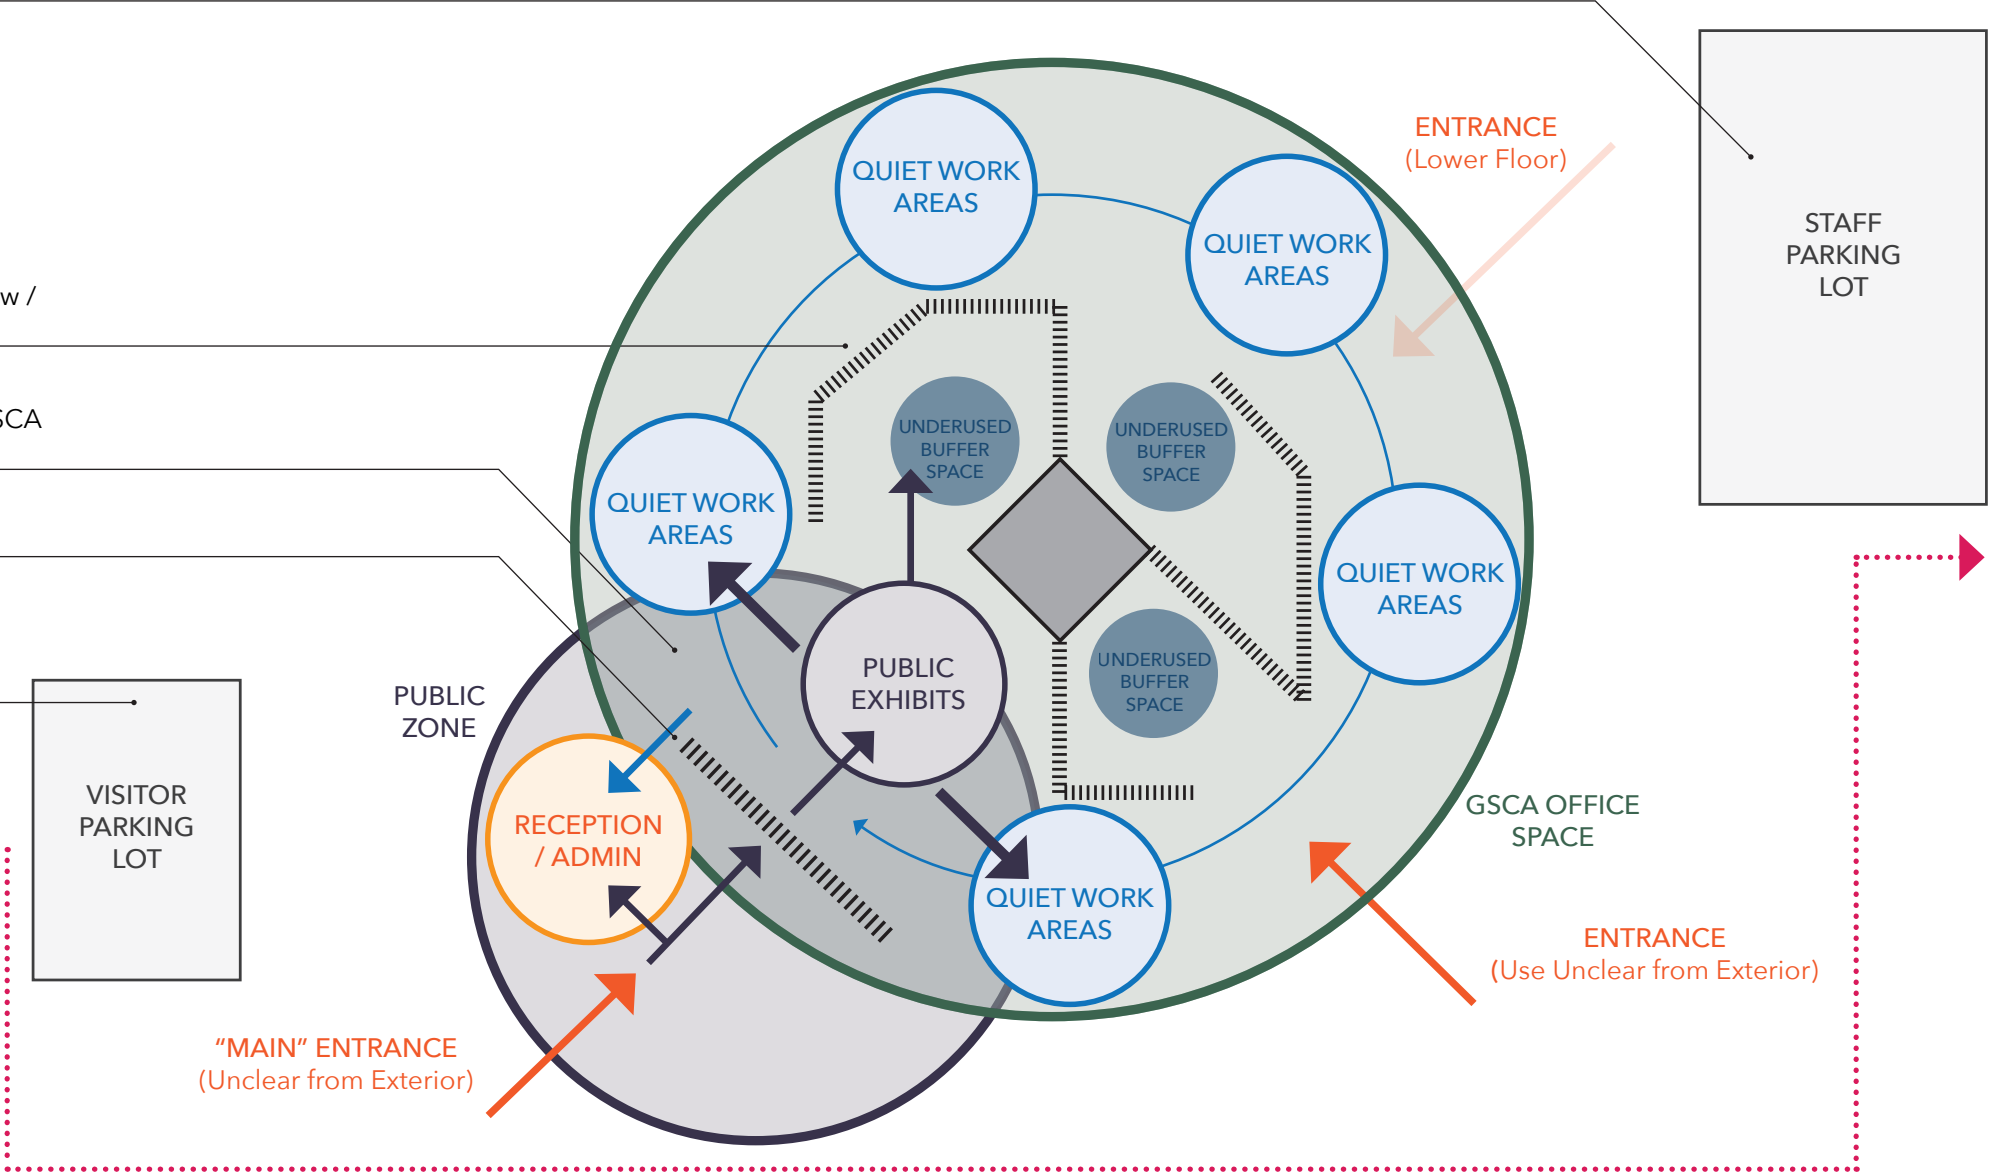 ENTRANCE
(Lower Floor)
QUIET WORK
AREAS
QUIET WORK
AREAS
STAFF
PARKING
LOT
w /
SCA
UNDERUSED
BUFFER
SPACE
UNDERUSED
BUFFER
SPACE
QUIET WORK
AREAS
QUIET WORK
AREAS
UNDERUSED
BUFFER
SPACE
PUBLIC
EXHIBITS
PUBLIC
ZONE
VISITOR
PARKING
LOT
RECEPTION
/ ADMIN
GSCA OFFICE
SPACE
QUIET WORK
AREAS
ENTRANCE
(Use Unclear from Exterior)
“MAIN” ENTRANCE
(Unclear from Exterior)